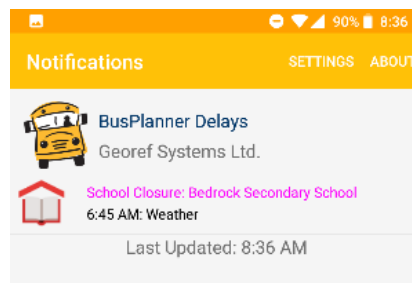 90% 8:36
Notifications SETTINGS ABOUT
BusPlanner Delays
Georef Systems Ltd.
School Closure: Bedrock Secondary School
6:45 AM: Weather
Last Updated: 8:36 AM